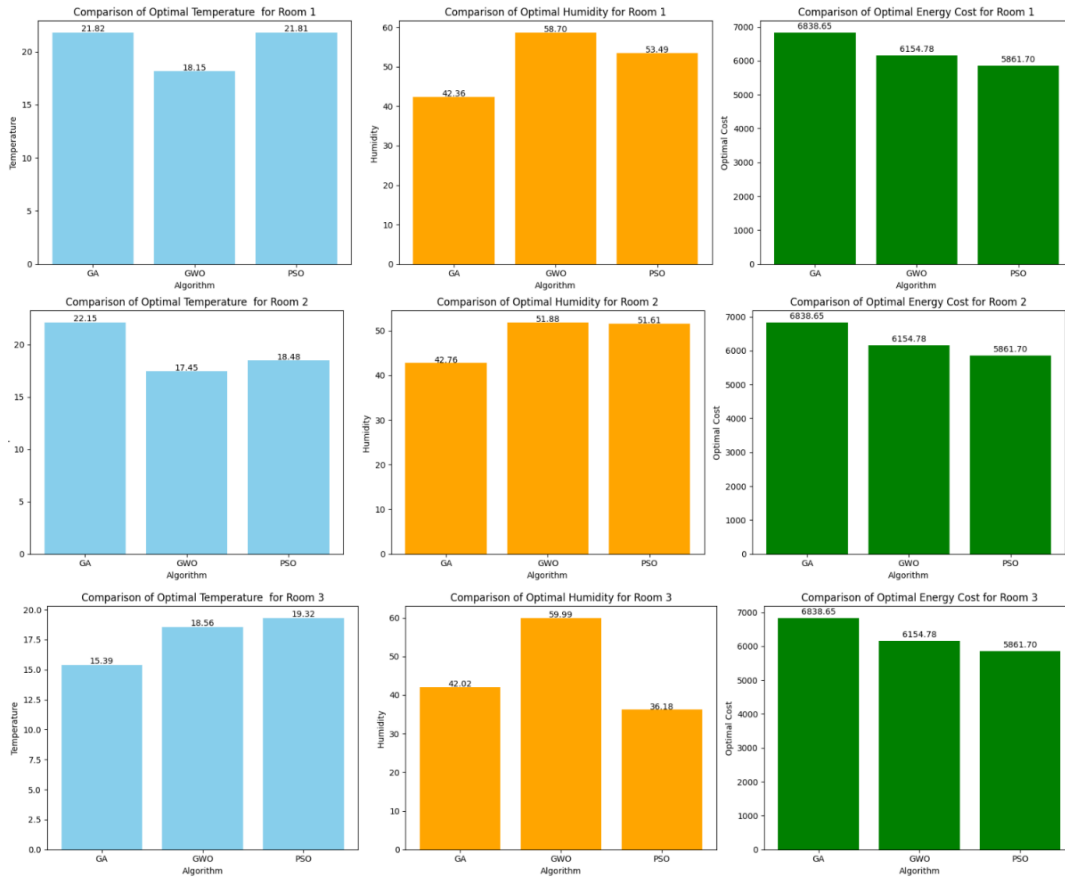 Comparison of Optimal Temperature  for Room 1
21.82
18.15
21.81
20
15
10
5
0
Temperature
GA
GWO
PSO
Algorithm
Comparison of Optimal Humidity for Room 1
42.36
58.70
53.49
60
50
40
30
20
10
0
Humidity
GA
GWO
PSO
Algorithm
Comparison of Optimal Energy Cost for Room 1
6838.65
6154.78
5861.70
7000
6000
5000
4000
3000
2000
1000
0
Optimal Cost
GA
GWO
PSO
Algorithm
Comparison of Optimal Temperature  for Room 2
22.15
17.45
18.48
20
15
10
5
0
GA
GWO
PSO
Algorithm
Comparison of Optimal Humidity for Room 2
42.76
51.88
51.61
50
40
30
20
10
0
Humidity
GA
GWO
PSO
Algorithm
Comparison of Optimal Energy Cost for Room 2
6838.65
6154.78
5861.70
7000
6000
5000
4000
3000
2000
1000
0
Optimal Cost
GA
GWO
PSO
Algorithm
Comparison of Optimal Temperature  for Room 3
15.39
18.56
19.32
20.0
17.5
15.0
12.5
10.0
7.5
5.0
2.5
0.0
Temperature
GA
GWO
PSO
Algorithm
Comparison of Optimal Humidity for Room 3
42.02
59.99
36.18
60
50
40
30
20
10
0
Humidity
GA
GWO
PSO
Algorithm
Comparison of Optimal Energy Cost for Room 3
6838.65
6154.78
5861.70
7000
6000
5000
4000
3000
2000
1000
0
Optimal Cost
GA
GWO
PSO
Algorithm